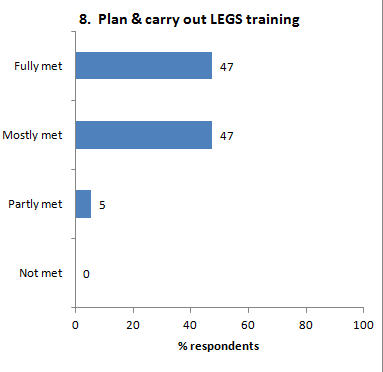 8. Plan & carry out LEGS training
Fully met 47
Mostly met 47
Partly met 5
Not met 0
0 20 40 60 80 100
% respondents